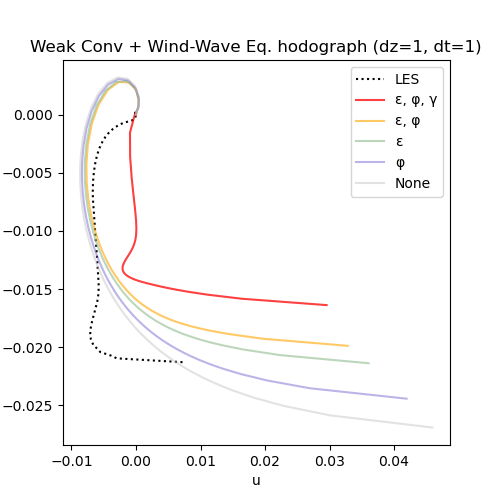 Weak Conv + Wind-Wave Eq. hodograph (dz=1, dt=1)
LES
ε, φ, γ
ε, φ
ε
φ
None
0.000
−0.005
−0.010
−0.015
−0.020
−0.025
−0.01
0.00
0.01
0.02
0.03
0.04
u